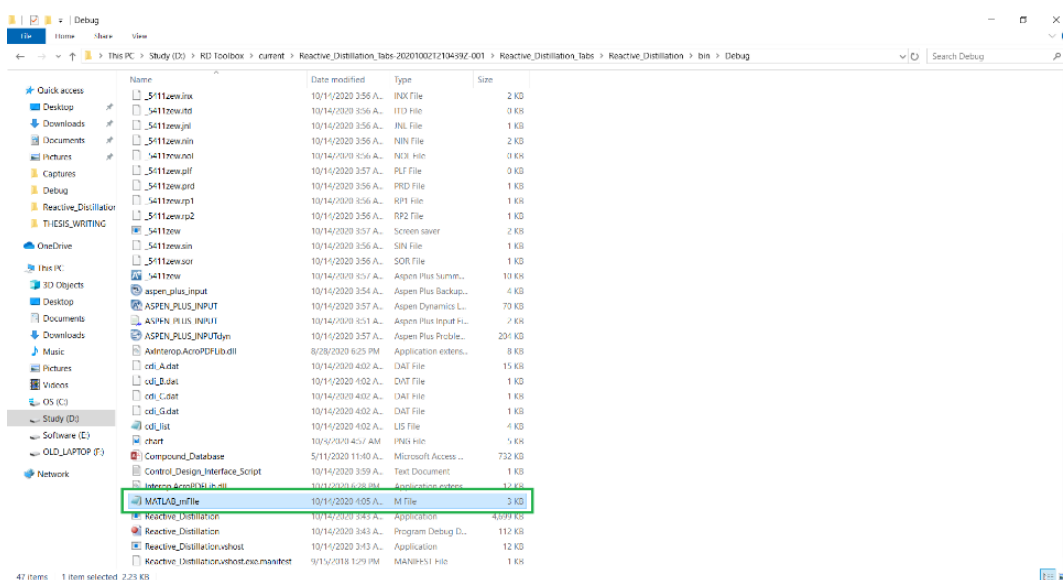 Debug
File Home Share View
This PC > Study (D:) > RD Toolbox > current > Reactive_Distillation_Tabs-20201002T210439Z-001 > Reactive_Distillation_Tabs > Reactive_Distillation > bin > Debug Search Debug
Name Date modified Type Size
Quick access
Desktop
Downloads
Documents
Pictures
Captures
Debug
Reactive_Distillation
THESIS_WRITING
OneDrive
This PC
3D Objects
Desktop
Documents
Downloads
Music
Pictures
Videos
OS (C:)
Study (D:)
Software (E:)
OLD_LAPTOP (F:)
Network
_5411zew.inx 10/14/2020 3:56 A... INX File 2 KB
_5411zew.itd 10/14/2020 3:56 A... ITD File 0 KB
_5411zew.jnl 10/14/2020 3:56 A... JNL File 1 KB
_5411zew.nin 10/14/2020 3:56 A... NIN File 2 KB
_5411zew.nol 10/14/2020 3:56 A... NOL File 0 KB
_5411zew.plf 10/14/2020 3:57 A... PLF File 0 KB
_5411zew.prd 10/14/2020 3:56 A... PRD File 1 KB
_5411zew.rp1 10/14/2020 3:56 A... RP1 File 1 KB
_5411zew.rp2 10/14/2020 3:56 A... RP2 File 1 KB
_5411zew 10/14/2020 3:57 A... Screen saver 2 KB
_5411zew.sin 10/14/2020 3:56 A... SIN File 1 KB
_5411zew.sor 10/14/2020 3:56 A... SOR File 1 KB
_5411zew 10/14/2020 3:57 A... Aspen Plus Summ... 10 KB
aspen_plus_input 10/14/2020 3:54 A... Aspen Plus Backup... 4 KB
ASPEN_PLUS_INPUT 10/14/2020 3:57 A... Aspen Dynamics L... 70 KB
ASPEN_PLUS_INPUT 10/14/2020 3:51 A... Aspen Plus Input Fi... 2 KB
ASPEN_PLUS_INPUTdyn 10/14/2020 3:57 A... Aspen Plus Proble... 204 KB
AxInterop.AcroPDFLib.dll 8/28/2020 6:25 PM Application extens... 8 KB
cdi_A.dat 10/14/2020 4:02 A... DAT File 15 KB
cdi_B.dat 10/14/2020 4:02 A... DAT File 1 KB
cdi_C.dat 10/14/2020 4:02 A... DAT File 1 KB
cdi_G.dat 10/14/2020 4:02 A... DAT File 1 KB
cdi_list 10/14/2020 4:02 A... LIS File 4 KB
chart 10/3/2020 4:57 AM PNG File 5 KB
Compound_Database 5/11/2020 11:40 A... Microsoft Access ... 732 KB
Control_Design_Interface_Script 10/14/2020 3:59 A... Text Document 1 KB
Interop.AcroPDFLib.dll 10/1/2020 6:28 PM Application extens... 12 KB
MATLAB_mFile 10/14/2020 4:05 A... M File 3 KB
Reactive_Distillation 10/14/2020 3:43 A... Application 4,699 KB
Reactive_Distillation 10/14/2020 3:43 A... Program Debug D... 112 KB
Reactive_Distillation.vshost 10/14/2020 3:43 A... Application 12 KB
Reactive_Distillation.vshost.exe.manifest 9/15/2018 1:29 PM MANIFEST File 1 KB
47 items 1 item selected 2.23 KB